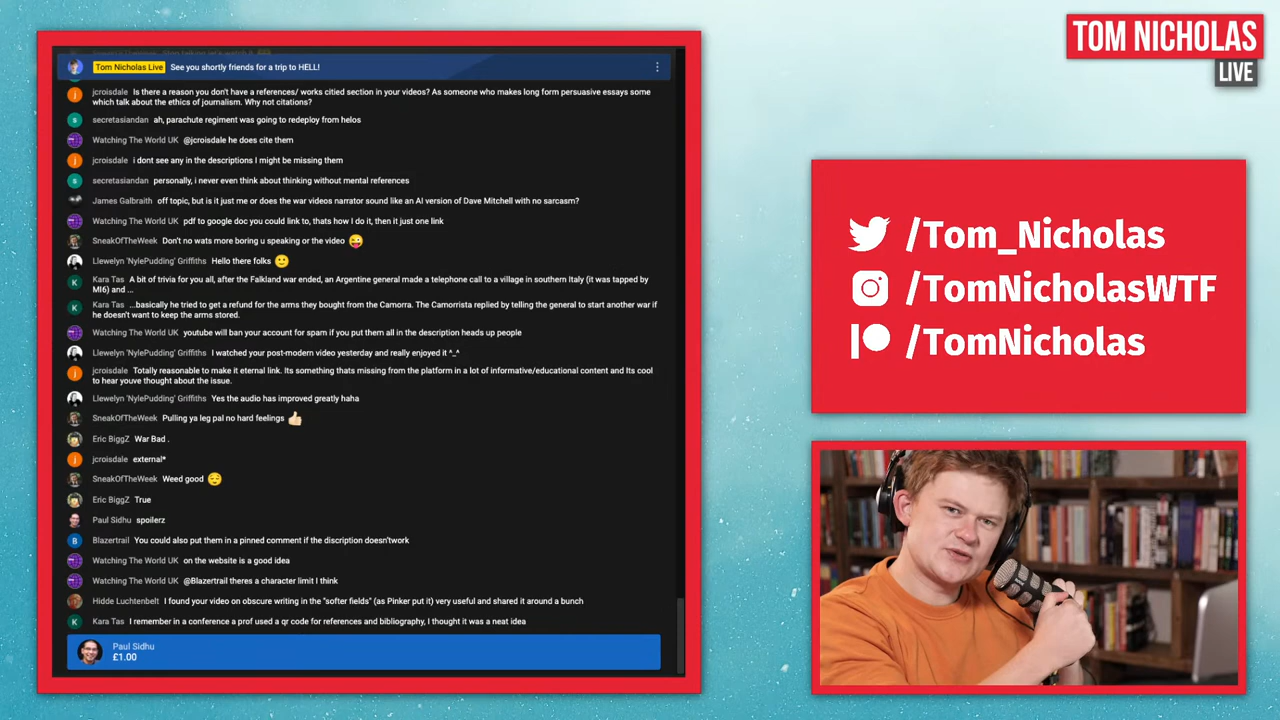 TOM NICHOLAS
LIVE
Tom Nicholas Live See you shortly friends for a trip to HELL!
jcroisdale Is there a reason you don't have a references/ works citied section in your videos? As someone who makes long form persuasive essays some
which talk about the ethics of journalism. Why not citations?
secretasiandan ah, parachute regiment was going to redeploy from helos
Watching The World UK @jcroisdale he does cite them
jcroisdale i dont see any in the descriptions I might be missing them
secretasiandan personally, i never even think about thinking without mental references
James Galbraith off topic, but is it just me or does the war videos narrator sound like an AI version of Dave Mitchell with no sarcasm?
Watching The World UK pdf to google doc you could link to, thats how I do it, then it just one link
SneakOfTheWeek Don't no wats more boring u speaking or the video 😜
Llewelyn 'NylePudding' Griffiths Hello there folks 🙂
Kara Tas A bit of trivia for you all, after the Falkland war ended, an Argentine general made a telephone call to a village in southern Italy (it was tapped by
MI6) and ...
Kara Tas ...basically he tried to get a refund for the arms they bought from the Camorra. The Camorrista replied by telling the general to start another war if
he doesn't want to keep the arms stored.
Watching The World UK youtube will ban your account for spam if you put them all in the description heads up people
Llewelyn 'NylePudding' Griffiths I watched your post-modern video yesterday and really enjoyed it ^_^
jcroisdale Totally reasonable to make it eternal link. Its something thats missing from the platform in a lot of informative/educational content and Its cool
to hear youve thought about the issue.
Llewelyn 'NylePudding' Griffiths Yes the audio has improved greatly haha
SneakOfTheWeek Pulling ya leg pal no hard feelings 👍🏻
Eric BiggZ War Bad .
jcroisdale external*
SneakOfTheWeek Weed good 😌
Eric BiggZ True
Paul Sidhu spoilerz
Blazertrail You could also put them in a pinned comment if the discription doesn'twork
Watching The World UK on the website is a good idea
Watching The World UK @Blazertrail theres a character limit I think
Hidde Luchtenbelt I found your video on obscure writing in the "softer fields" (as Pinker put it) very useful and shared it around a bunch
Kara Tas I remember in a conference a prof used a qr code for references and bibliography, I thought it was a neat idea
Paul Sidhu
£1.00
/Tom_Nicholas
/TomNicholasWTF
/TomNicholas